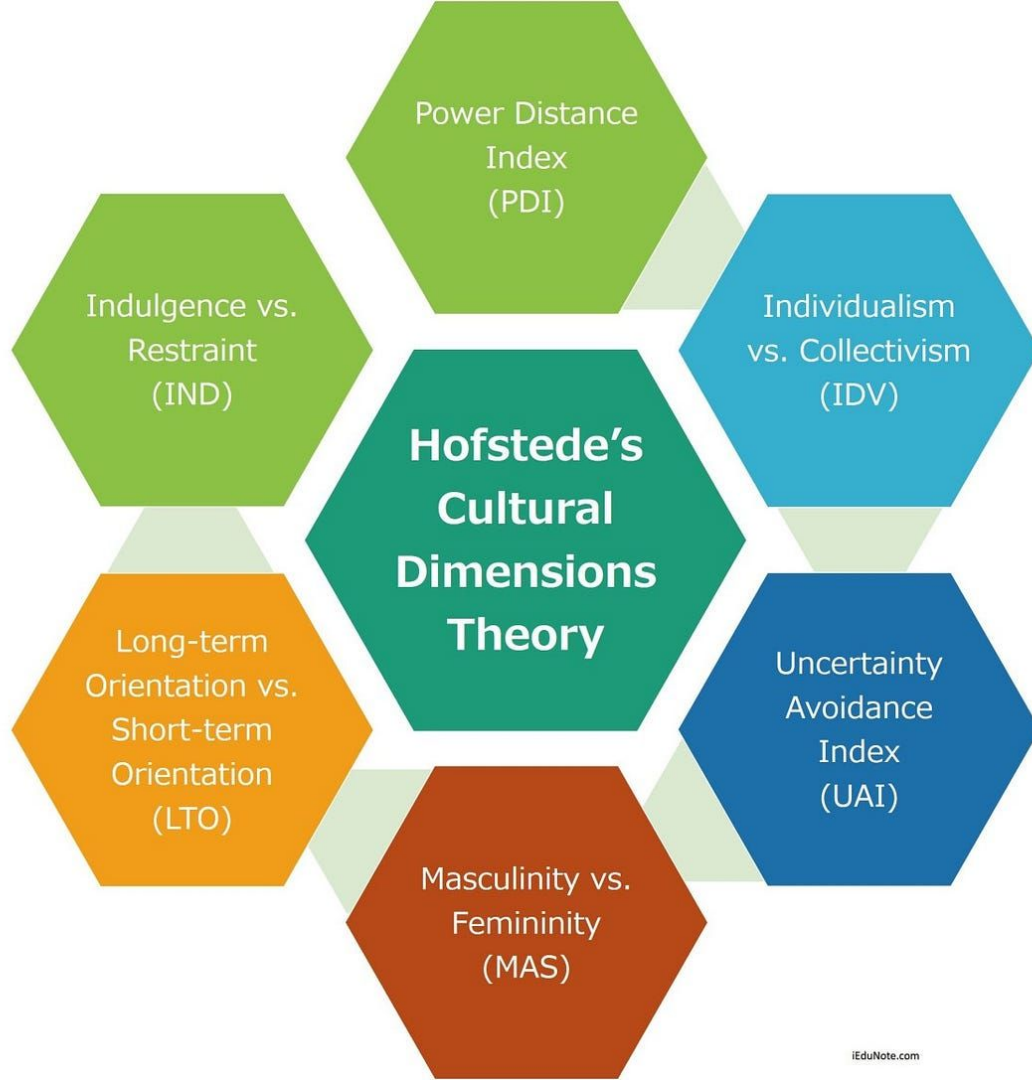 Power Distance
Index
(PDI)
Individualism
vs. Collectivism
(IDV)
Uncertainty
Avoidance
Index
(UAI)
Masculinity vs.
Femininity
(MAS)
Long-term
Orientation vs.
Short-term
Orientation
(LTO)
Indulgence vs.
Restraint
(IND)
Hofstede’s
Cultural
Dimensions
Theory
iEduNote.com